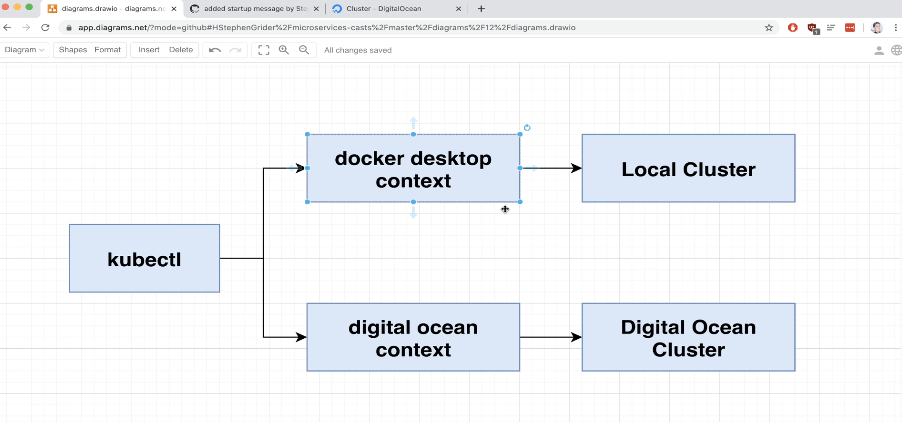 diagrams.drawio - diagrams.ne
added startup message by Ste
Cluster - DigitalOcean
app.diagrams.net/?mode=github#HStephenGrider%2Fmicroservices-casts%2Fmaster%2Fdiagrams%2F12%2Fdiagrams.drawio
Diagram
Shapes
Format
Insert
Delete
All changes saved
docker desktop
context
Local Cluster
kubectl
digital ocean
context
Digital Ocean
Cluster